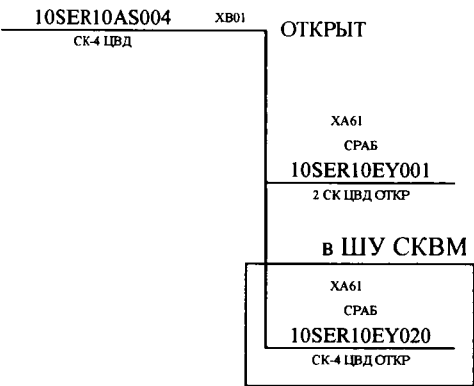 10SER10AS004 XB01
ОТКРЫТ
СК-4 ЦВД
XA61
СРАБ
10SER10EY001
2 СК ЦВД ОТКР
в ШУ СКВМ
XA61
СРАБ
10SER10EY020
СК-4 ЦВД ОТКР